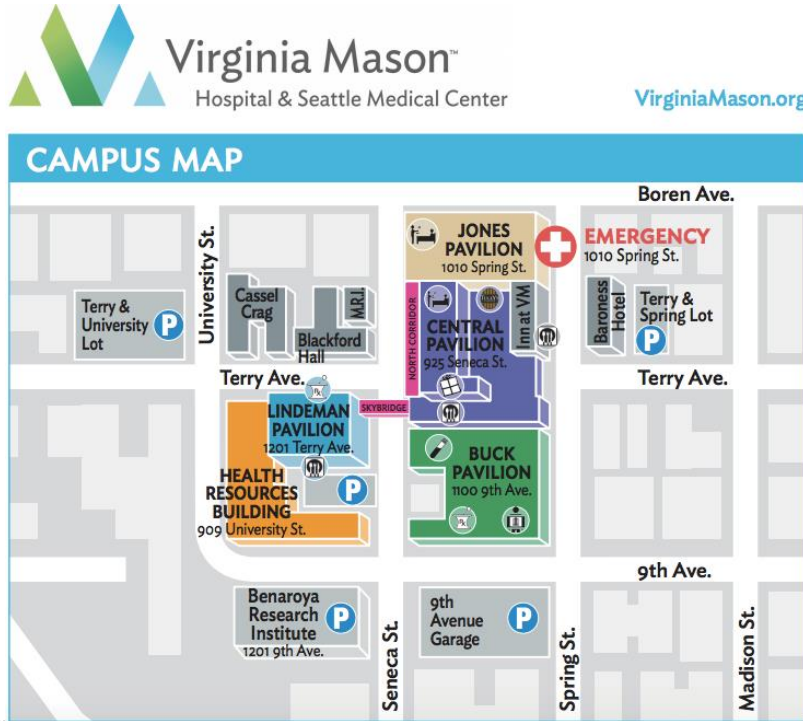 Virginia Mason™
Hospital & Seattle Medical Center
VirginiaMason.org
CAMPUS MAP
Boren Ave.
University St.
JONES
PAVILION
1010 Spring St.
EMERGENCY
1010 Spring St.
Terry &
University
Lot
P
Cassel
Crag
M.R.I.
Blackford
Hall
NORTH CORRIDOR
CENTRAL
PAVILION
925 Seneca St.
Inn at VM
Baroness
Hotel
Terry &
Spring Lot
P
Terry Ave.
Terry Ave.
SKYBRIDGE
LINDEMAN
PAVILION
1201 Terry Ave.
HEALTH
RESOURCES
BUILDING
909 University St.
P
BUCK
PAVILION
1100 9th Ave.
9th Ave.
Benaroya
Research
Institute
1201 9th Ave.
P
Seneca St.
9th
Avenue
Garage
P
Spring St.
Madison St.